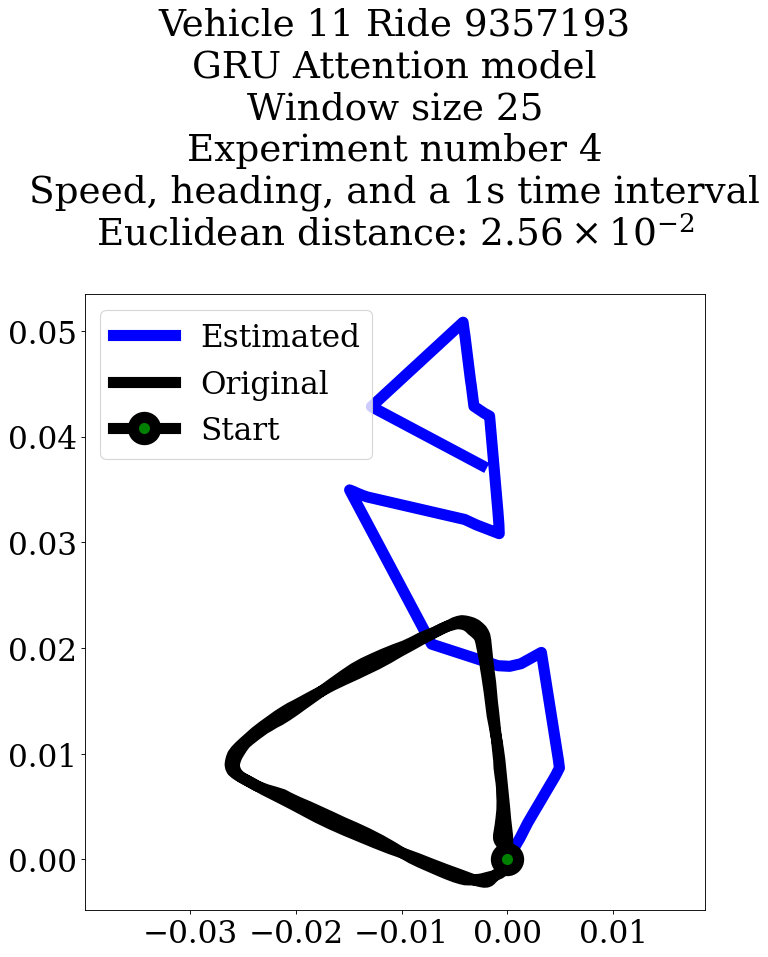 Vehicle 11 Ride 9357193
GRU Attention model
Window size 25
Experiment number 4
Speed, heading, and a 1s time interval
Euclidean distance: 2.56 × 10⁻²
Estimated
Original
Start
0.05
0.04
0.03
0.02
0.01
0.00
−0.03 −0.02 −0.01 0.00 0.01